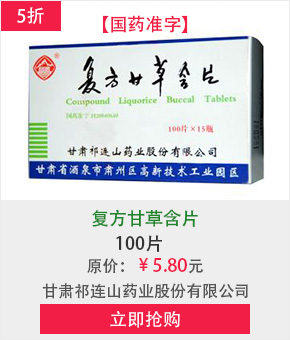 5折
【国药准字】
复方甘草含片
Compound Liquorice Buccal Tablets
100片×15瓶
甘肃祁连山药业股份有限公司
甘肃省酒泉市肃州区高新技术工业园区
复方甘草含片
100片
原价：￥5.80元
甘肃祁连山药业股份有限公司
立即抢购